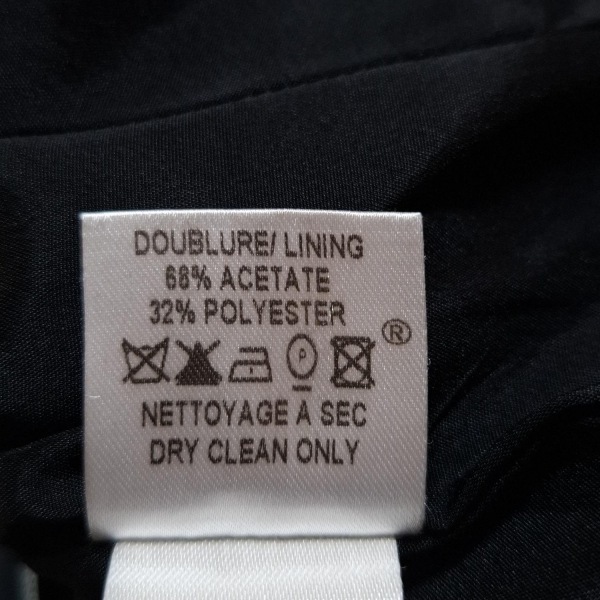 DOUBLURE/ LINING
68% ACETATE
32% POLYESTER
P
®
NETTOYAGE A SEC
DRY CLEAN ONLY